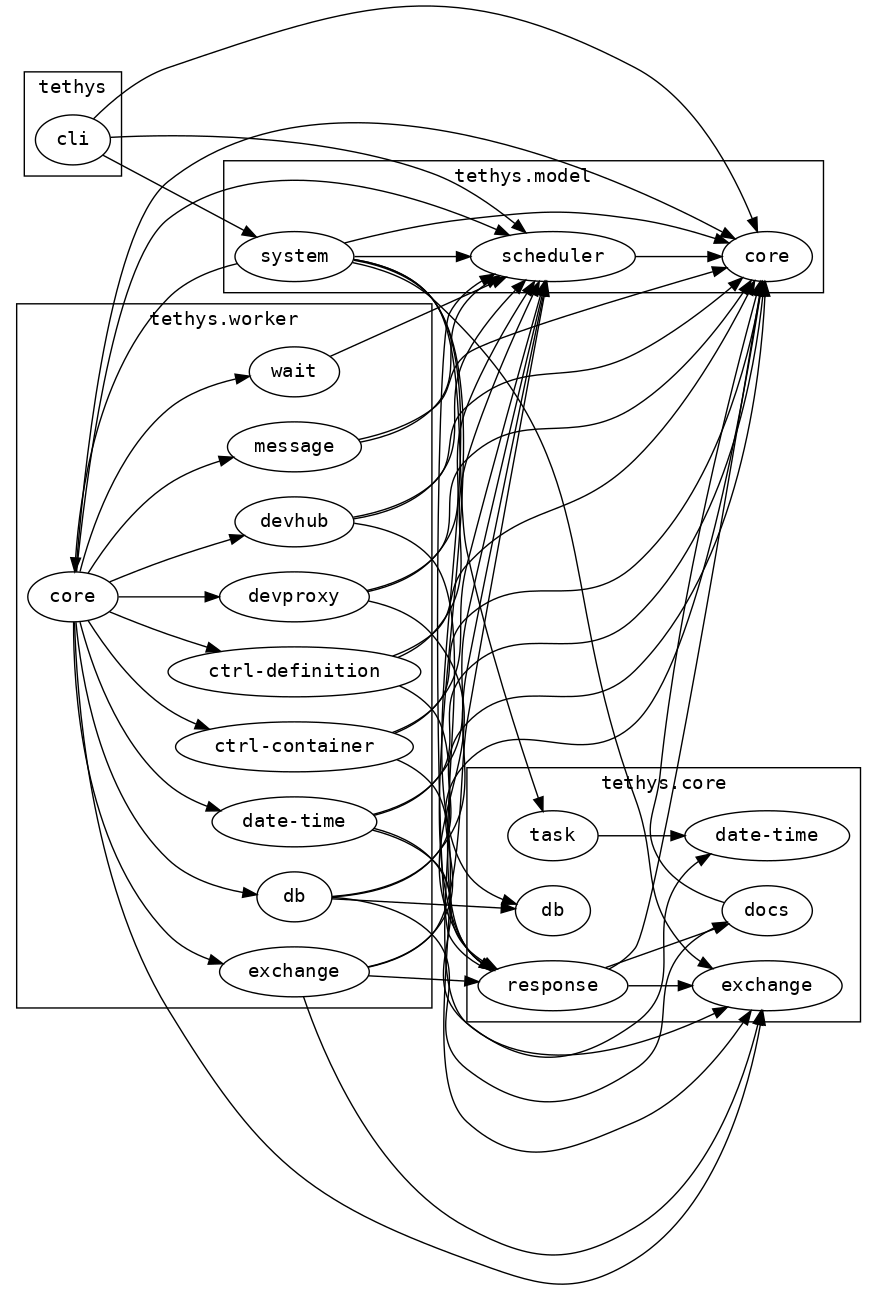 tethys
cli
tethys.model
system
scheduler
core
tethys.worker
wait
message
devhub
core
devproxy
ctrl-definition
ctrl-container
date-time
db
exchange
tethys.core
task
date-time
db
docs
response
exchange